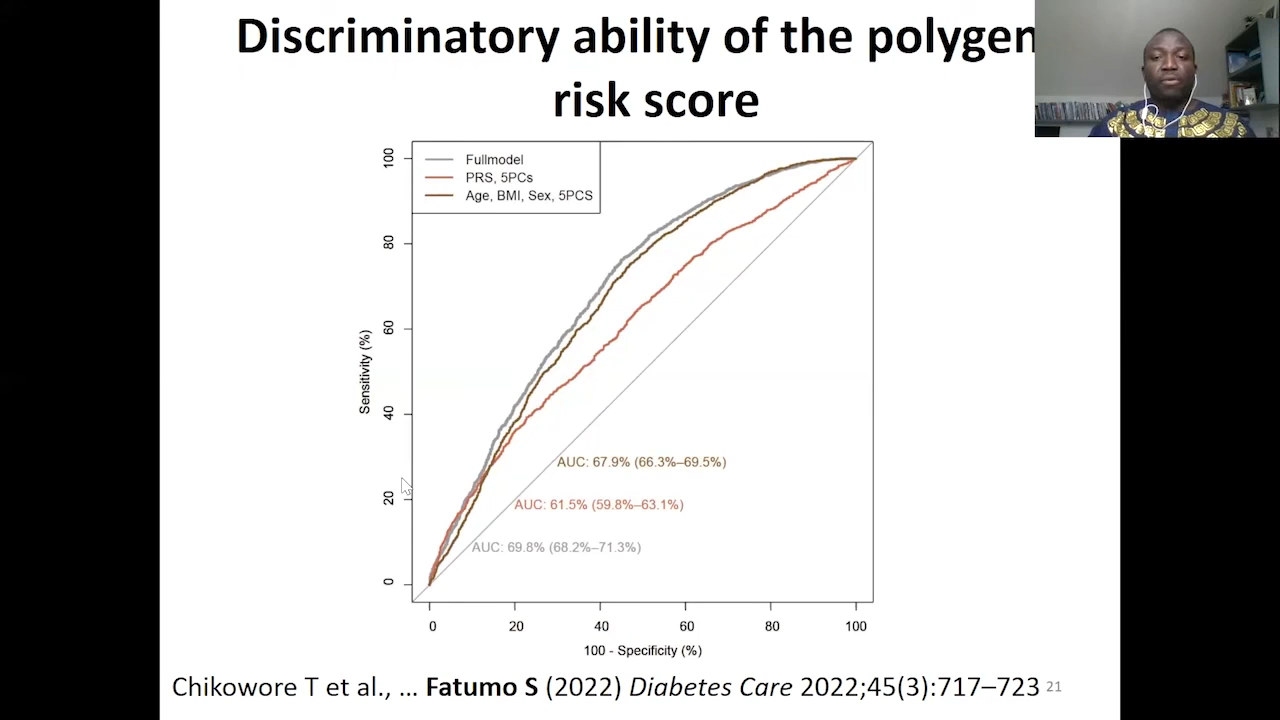 Discriminatory ability of the polygen
risk score
Fullmodel
PRS, 5PCs
Age, BMI, Sex, 5PCS
100
80
60
40
20
0
Sensitivity (%)
AUC: 67.9% (66.3%–69.5%)
AUC: 61.5% (59.8%–63.1%)
AUC: 69.8% (68.2%–71.3%)
0 20 40 60 80 100
100 - Specificity (%)
Chikowore T et al., ... Fatumo S (2022) Diabetes Care 2022;45(3):717–723 21